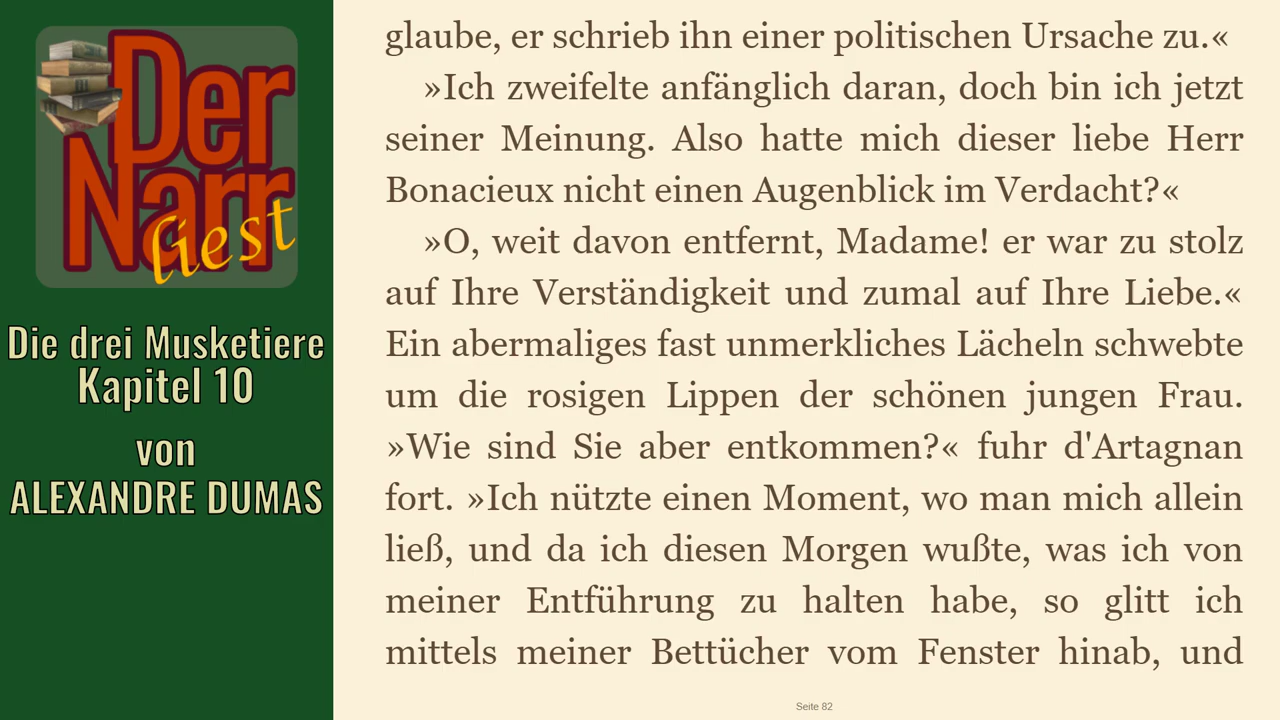 Der
Narr
liest
Die drei Musketiere
Kapitel 10
von
ALEXANDRE DUMAS
glaube, er schrieb ihn einer politischen Ursache zu.«
»Ich zweifelte anfänglich daran, doch bin ich jetzt
seiner Meinung. Also hatte mich dieser liebe Herr
Bonacieux nicht einen Augenblick im Verdacht?«
»O, weit davon entfernt, Madame! er war zu stolz
auf Ihre Verständigkeit und zumal auf Ihre Liebe.«
Ein abermaliges fast unmerkliches Lächeln schwebte
um die rosigen Lippen der schönen jungen Frau.
»Wie sind Sie aber entkommen?« fuhr d'Artagnan
fort. »Ich nützte einen Moment, wo man mich allein
ließ, und da ich diesen Morgen wußte, was ich von
meiner Entführung zu halten habe, so glitt ich
mittels meiner Bettücher vom Fenster hinab, und
Seite 82